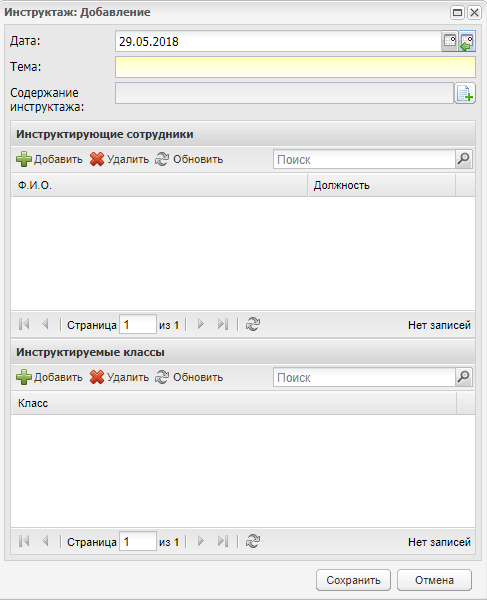 Инструктаж: Добавление
Дата: 29.05.2018
Тема:
Содержание
инструктажа:
Инструктирующие сотрудники
Добавить Удалить Обновить Поиск
Ф.И.О. Должность
Страница 1 из 1 Нет записей
Инструктируемые классы
Добавить Удалить Обновить Поиск
Класс
Страница 1 из 1 Нет записей
Сохранить Отмена